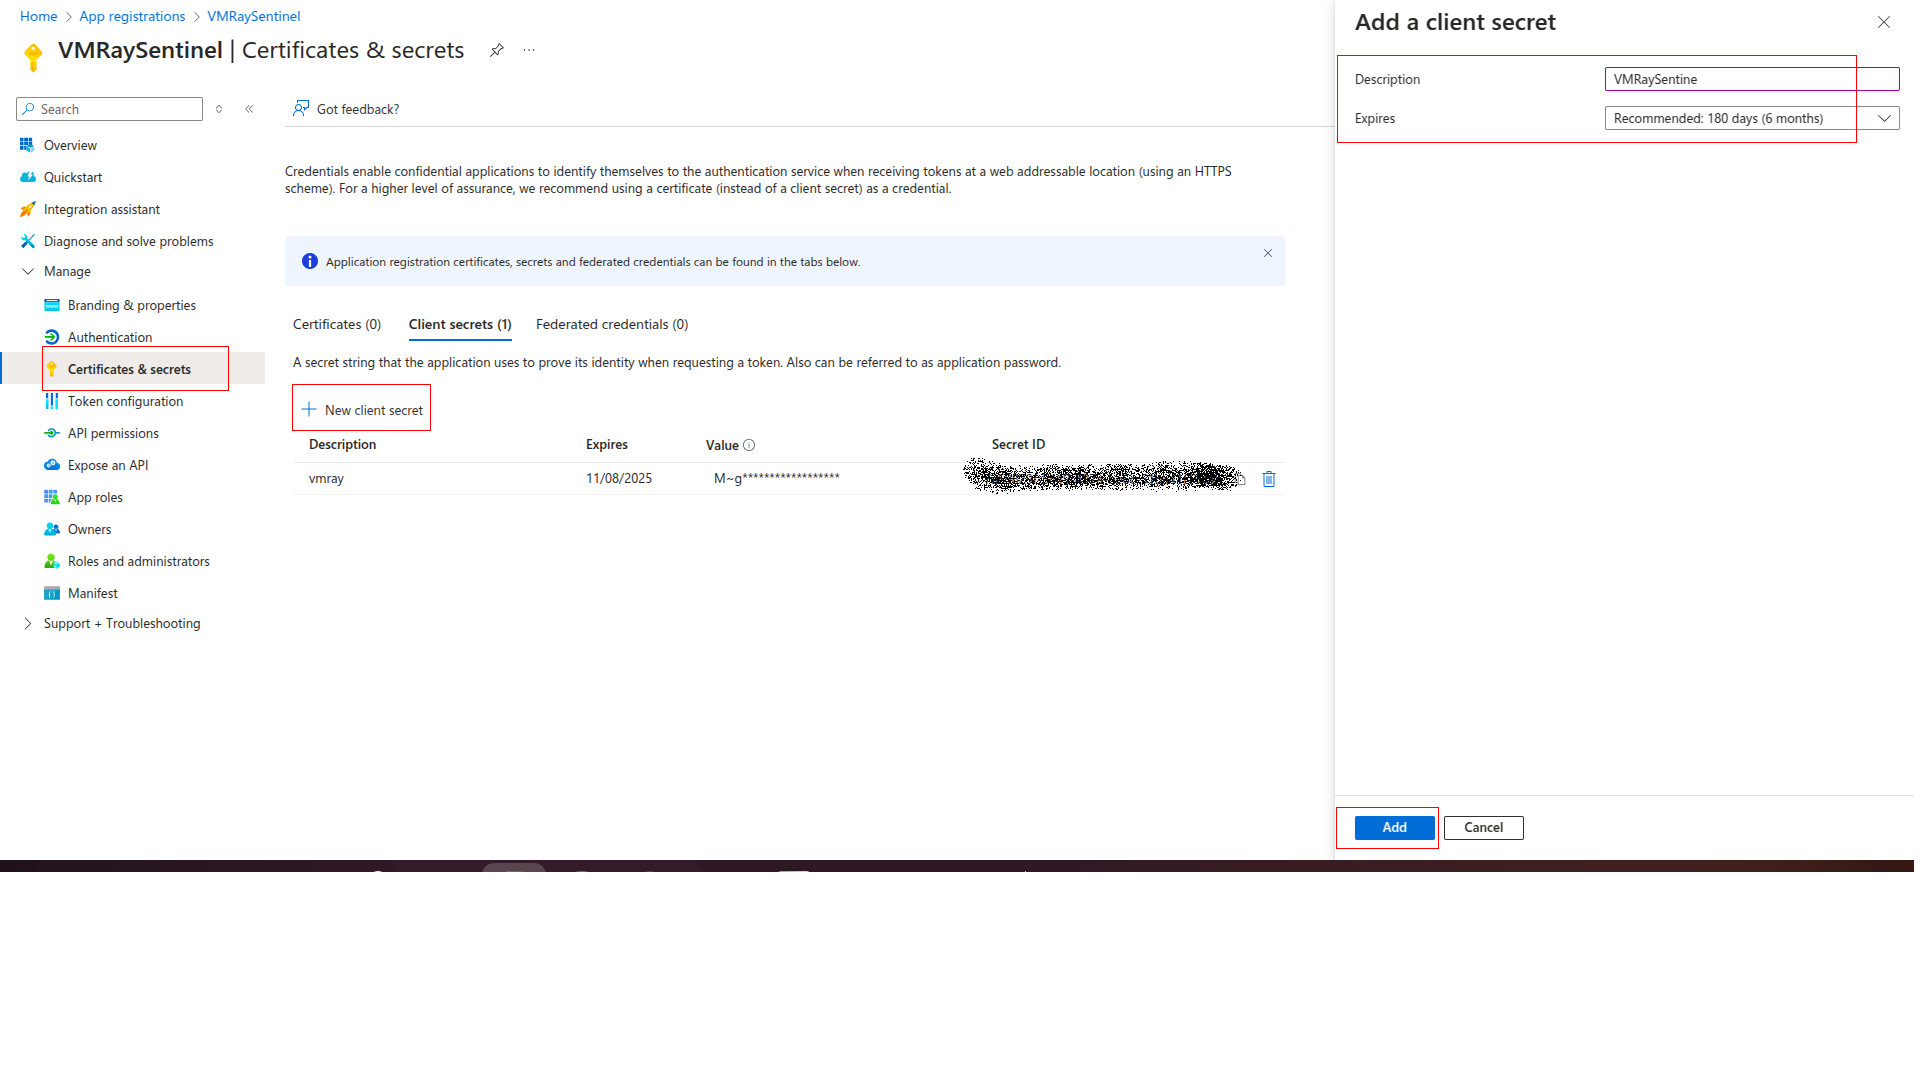 Home > App registrations > VMRaySentinel
VMRaySentinel | Certificates & secrets
Search
Overview
Quickstart
Integration assistant
Diagnose and solve problems
Manage
Branding & properties
Authentication
Certificates & secrets
Token configuration
API permissions
Expose an API
App roles
Owners
Roles and administrators
Manifest
Support + Troubleshooting
Got feedback?
Credentials enable confidential applications to identify themselves to the authentication service when receiving tokens at a web addressable location (using an HTTPS
scheme). For a higher level of assurance, we recommend using a certificate (instead of a client secret) as a credential.
Application registration certificates, secrets and federated credentials can be found in the tabs below.
Certificates (0) Client secrets (1) Federated credentials (0)
A secret string that the application uses to prove its identity when requesting a token. Also can be referred to as application password.
New client secret
Description Expires Value Secret ID
vmray 11/08/2025 M~g******************
Add a client secret
Description VMRaySentine
Expires Recommended: 180 days (6 months)
Add Cancel